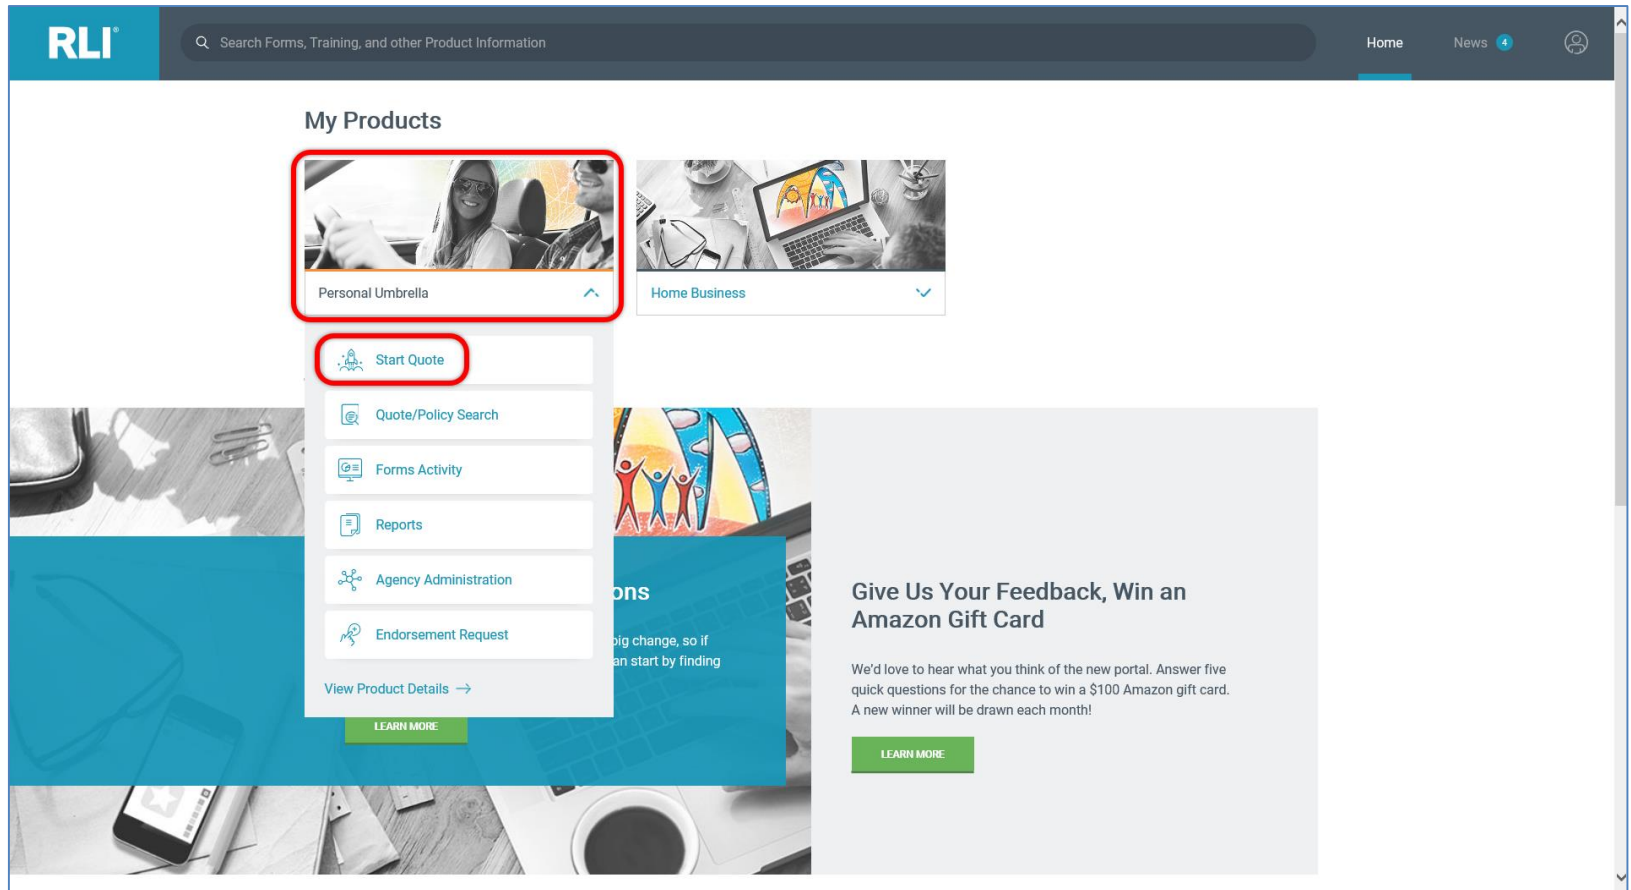 RLI®
Search Forms, Training, and other Product Information
Home
News 4
My Products
Personal Umbrella
Home Business
Start Quote
Quote/Policy Search
Forms Activity
Reports
Agency Administration
Endorsement Request
View Product Details →
ons
big change, so if
an start by finding
LEARN MORE
Give Us Your Feedback, Win an
Amazon Gift Card
We'd love to hear what you think of the new portal. Answer five
quick questions for the chance to win a $100 Amazon gift card.
A new winner will be drawn each month!
LEARN MORE